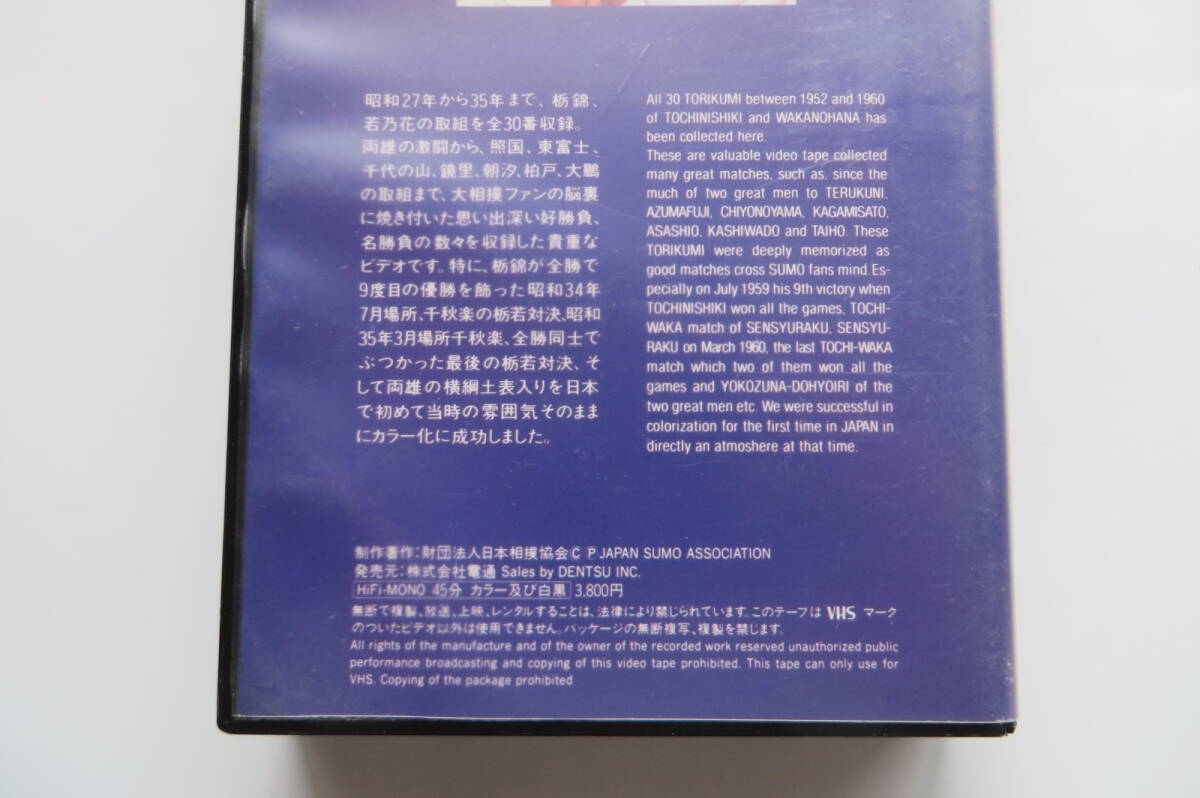 昭和27年から35年まで、栃錦、
若乃花の取組を全30番収録。
両雄の激闘から、照国、東富士、
千代の山、鏡里、朝汐、柏戸、大鵬
の取組まで、大相撲ファンの脳裏
に焼き付いた思い出深い好勝負、
名勝負の数々を収録した貴重な
ビデオです。特に、栃錦が全勝で
9度目の優勝を飾った昭和34年
7月場所、千秋楽の栃若対決、昭和
35年3月場所千秋楽、全勝同士で
ぶつかった最後の栃若対決、そ
して両雄の横綱土表入りを日本
で初めて当時の雰囲気そのまま
にカラー化に成功しました。
All 30 TORIKUMI between 1952 and 1960
of TOCHINISHIKI and WAKANOHANA has
been collected here.
These are valuable video tape collected
many great matches, such as, since the
much of two great men to TERUKUNI,
AZUMAFUJI, CHIYONOYAMA, KAGAMISATO,
ASASHIO, KASHIWADO and TAIHO. These
TORIKUMI were deeply memorized as
good matches cross SUMO fans mind. Es-
pecially on July 1959 his 9th victory when
TOCHINISHIKI won all the games, TOCHI-
WAKA match of SENSYURAKU, SENSYU-
RAKU on March 1960, the last TOCHI-WAKA
match which two of them won all the
games and YOKOZUNA-DOHYOIRI of the
two great men etc. We were successful in
colorization for the first time in JAPAN in
directly an atmoshere at that time.
制作著作:財団法人日本相撲協会 C P JAPAN SUMO ASSOCIATION
発売元:株式会社電通 Sales by DENTSU INC.
HiFi-MONO 45分 カラー及び白黒 3,800円
無断で複製、放送、上映、レンタルすることは、法律により禁じられています。このテープは VHS マーク
のついたビデオ以外は使用できません。パッケージの無断複写、複製を禁じます。
All rights of the manufacture and of the owner of the recorded work reserved unauthorized public
performance broadcasting and copying of this video tape prohibited. This tape can only use for
VHS. Copying of the package prohibited